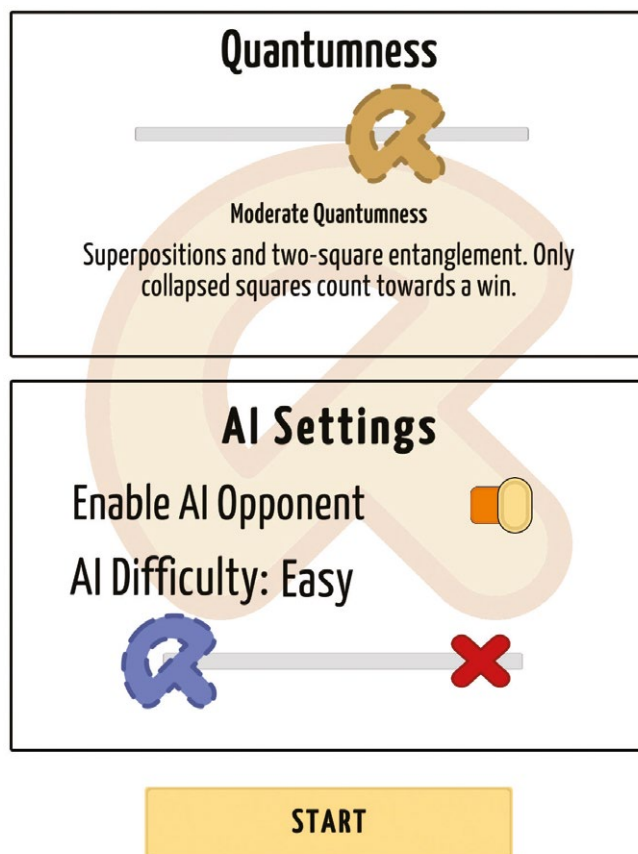 Quantumness
Moderate Quantumness
Superpositions and two-square entanglement. Only
collapsed squares count towards a win.
AI Settings
Enable AI Opponent
AI Difficulty: Easy
START